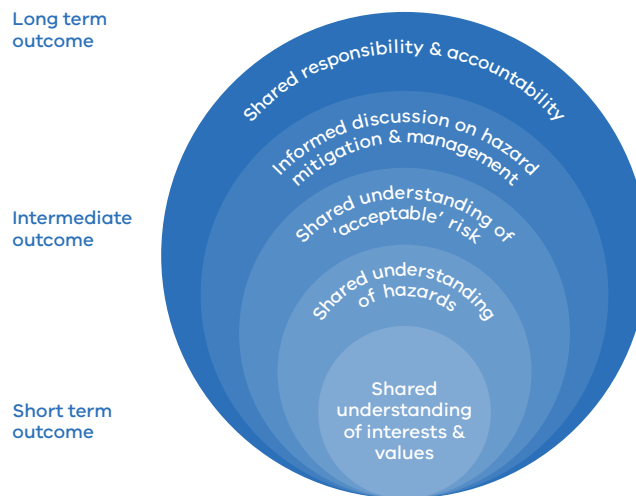 Long term
outcome
Shared responsibility & accountability
Informed discussion on hazard
mitigation & management
Shared understanding of
‘acceptable’ risk
Intermediate
outcome
Shared understanding
of hazards
Short term
outcome
Shared
understanding
of interests &
values